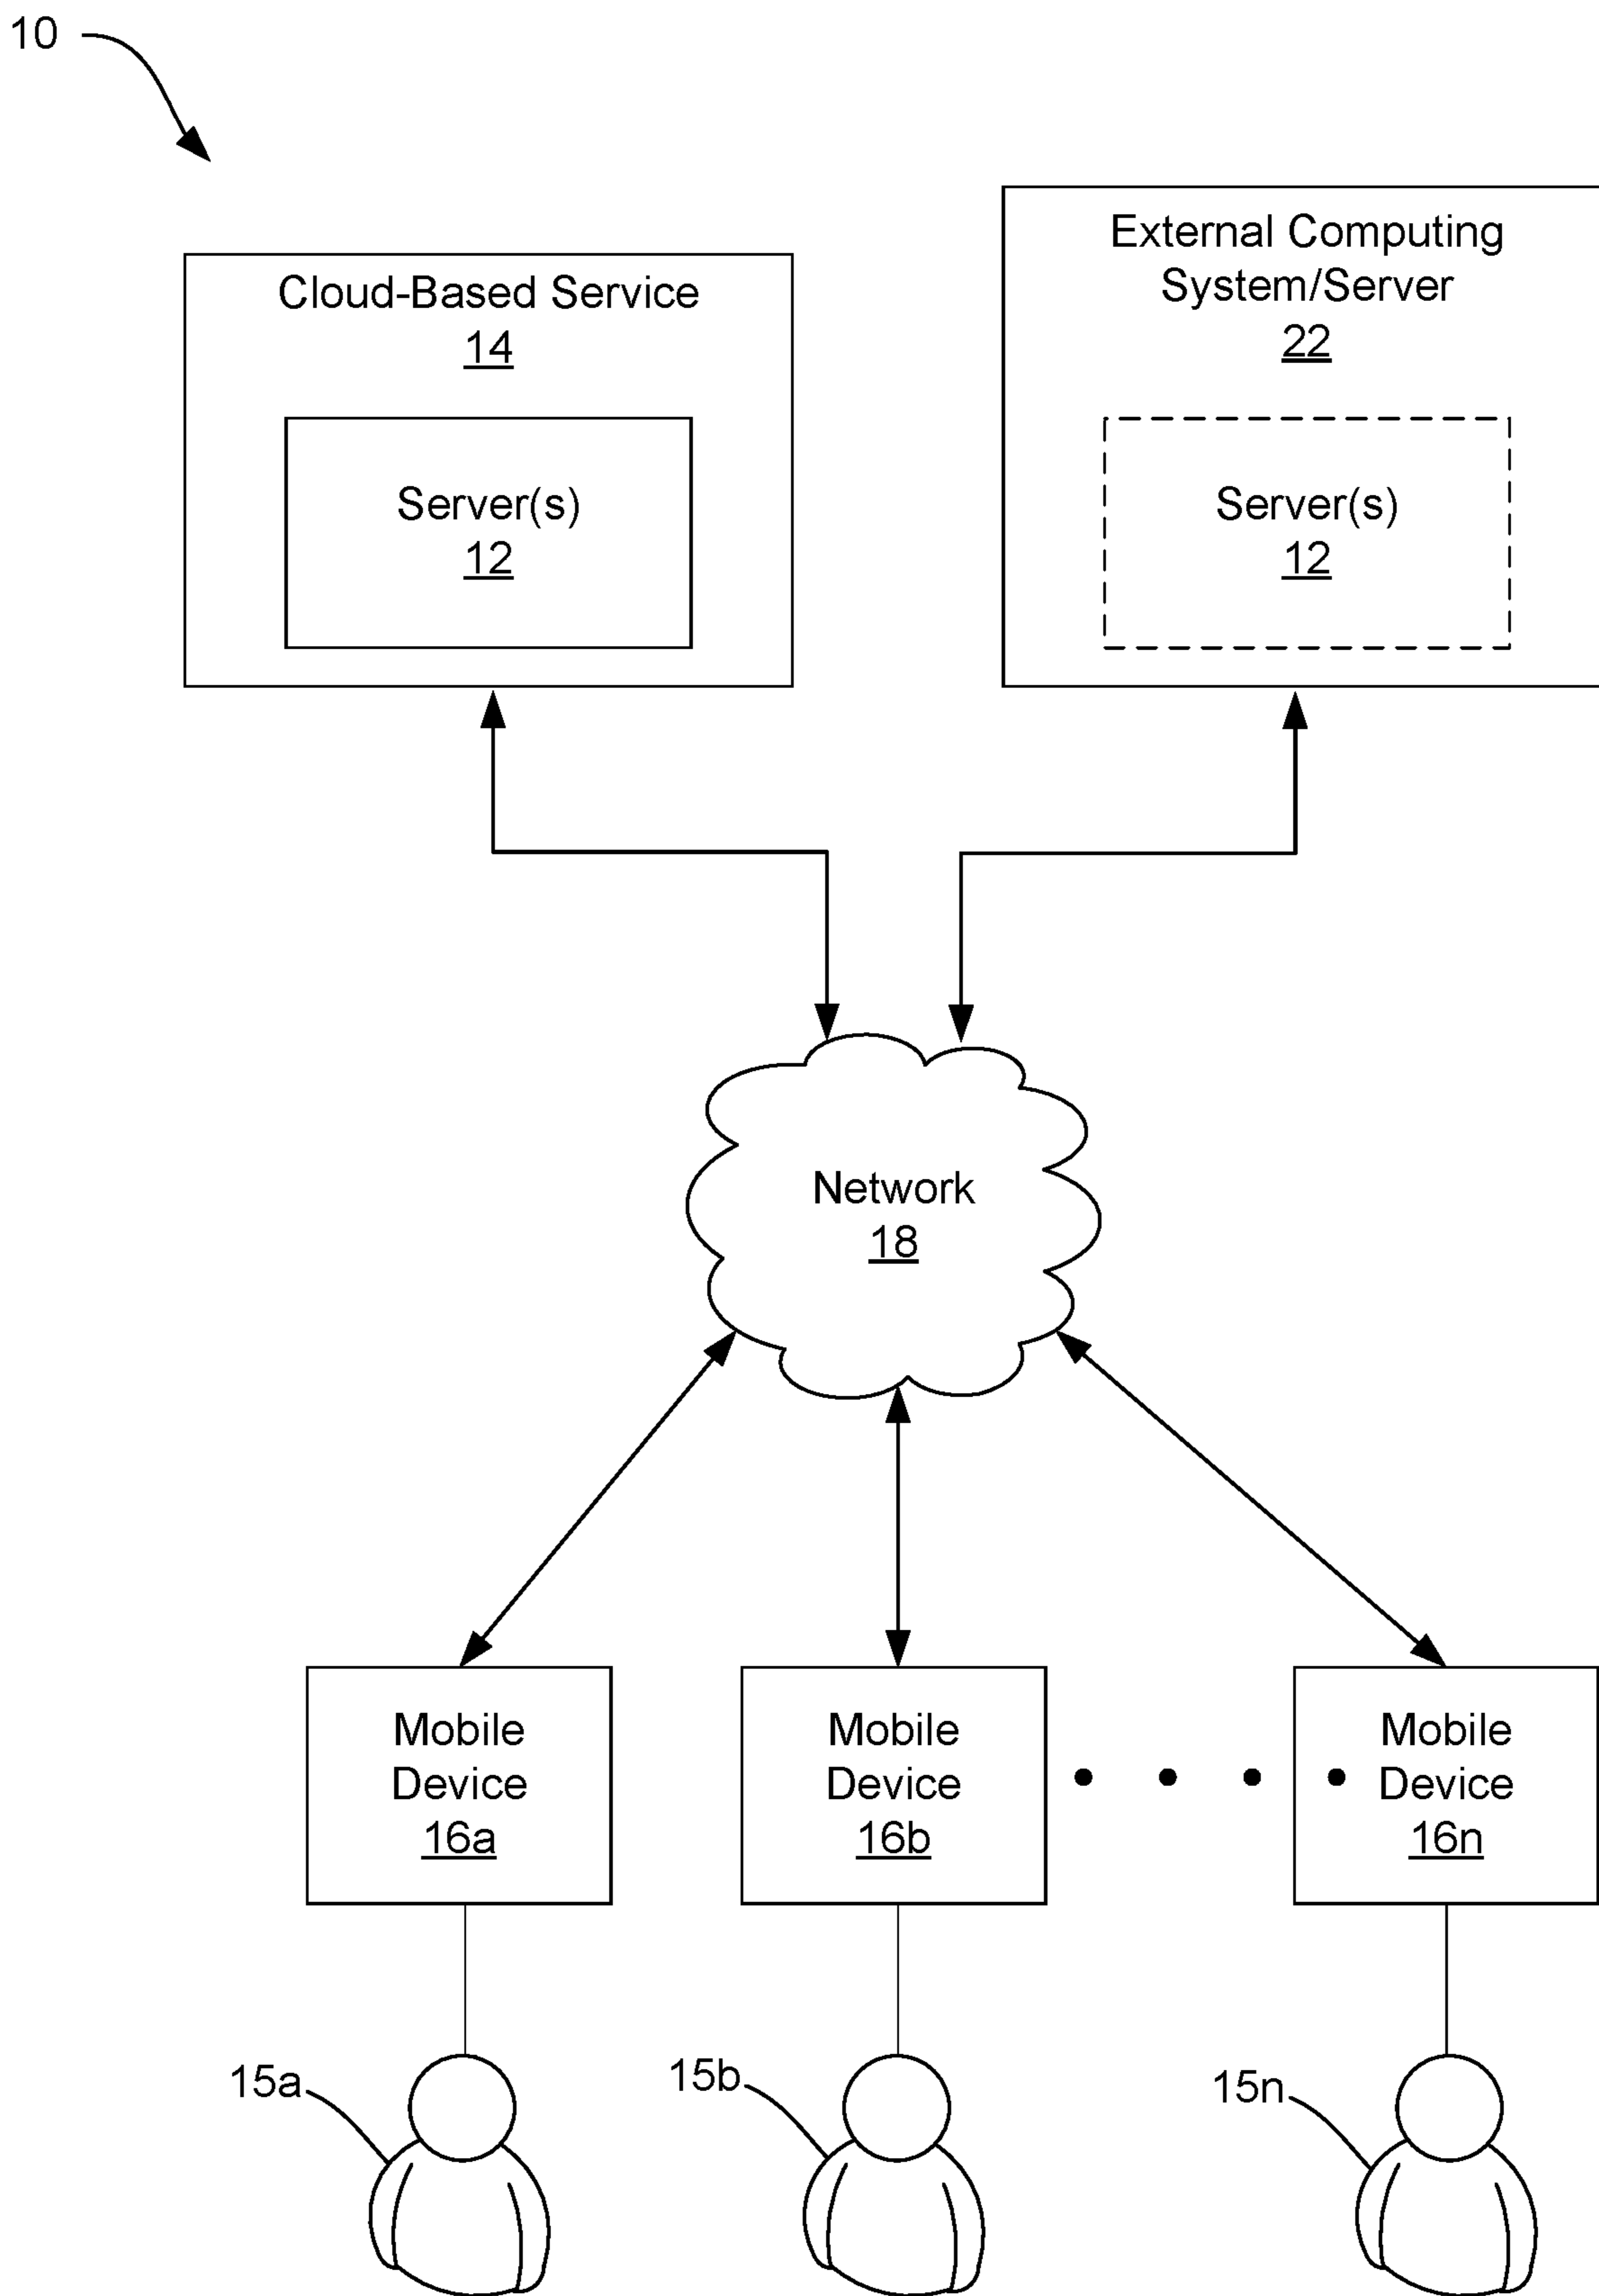 10
Cloud-Based Service
14
Server(s)
12
External Computing
System/Server
22
Server(s)
12
Network
18
Mobile
Device
16a
Mobile
Device
16b
Mobile
Device
16n
15a
15b
15n